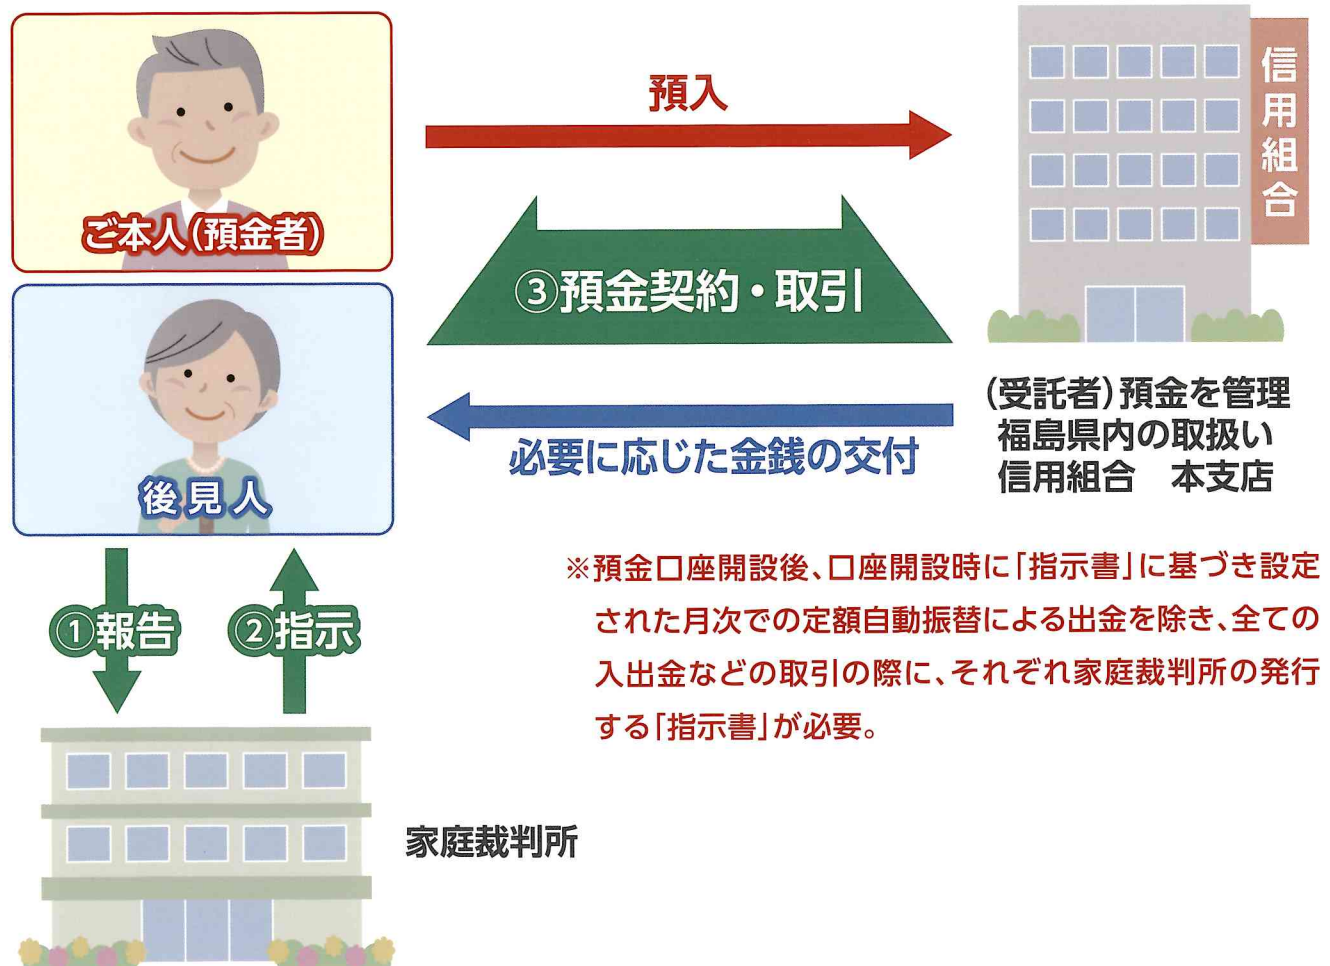 ご本人(預金者)
預入
信用組合
③預金契約・取引
後見人
必要に応じた金銭の交付
(受託者)預金を管理
福島県内の取扱い
信用組合　本支店
①報告
②指示
※預金口座開設後、口座開設時に「指示書」に基づき設定
された月次での定額自動振替による出金を除き、全ての
入出金などの取引の際に、それぞれ家庭裁判所の発行
する「指示書」が必要。
家庭裁判所